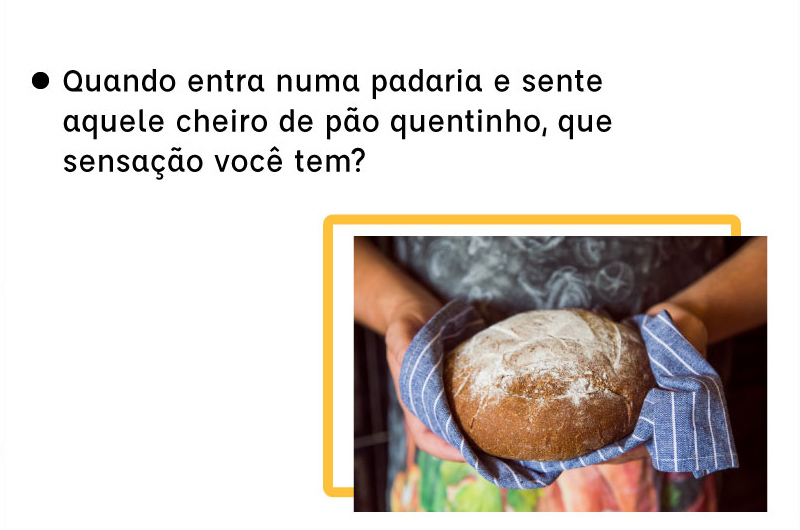 ● Quando entra numa padaria e sente
aquele cheiro de pão quentinho, que
sensação você tem?